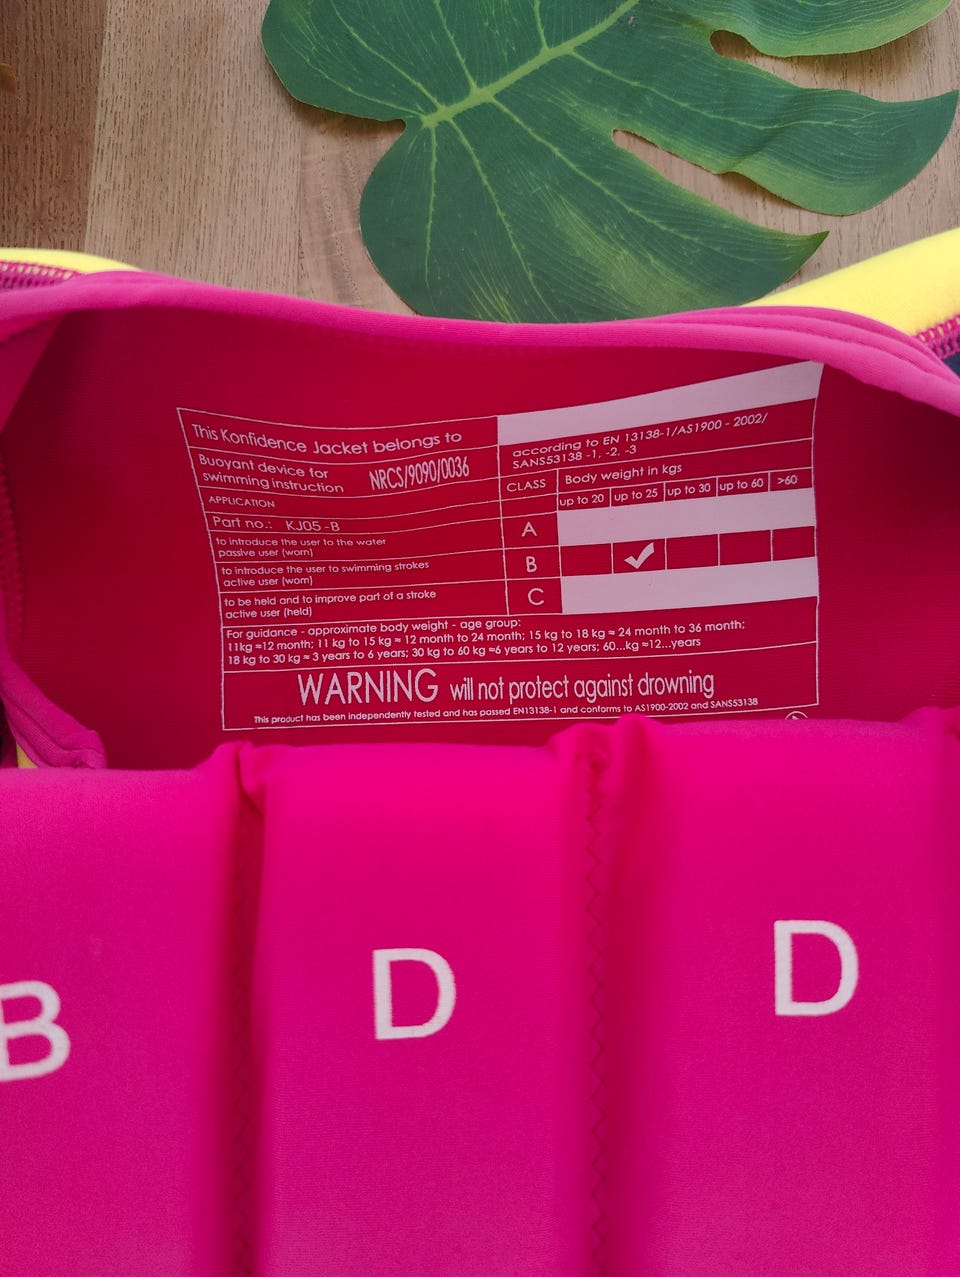 This Konfidence Jacket belongs to
Buoyant device for
swimming instruction NRCS/9090/0036
according to EN 13138-1/AS1900 - 2002/
SANS53138 -1, -2, -3
APPLICATION
CLASS
Body weight in kgs
up to 20 up to 25 up to 30 up to 60 >60
Part no.: KJ05 -B
to introduce the user to the water
passive user (worn)
A
to introduce the user to swimming strokes
active user (worn)
B ✓
to be held and to improve part of a stroke
active user (held)
C
For guidance - approximate body weight - age group:
11kg ≈12 month; 11 kg to 15 kg ≈ 12 month to 24 month; 15 kg to 18 kg ≈ 24 month to 36 month;
18 kg to 30 kg ≈ 3 years to 6 years; 30 kg to 60 kg ≈6 years to 12 years; 60...kg ≈12...years
WARNING will not protect against drowning
This product has been independently tested and has passed EN13138-1 and conforms to AS1900-2002 and SANS53138
B D D